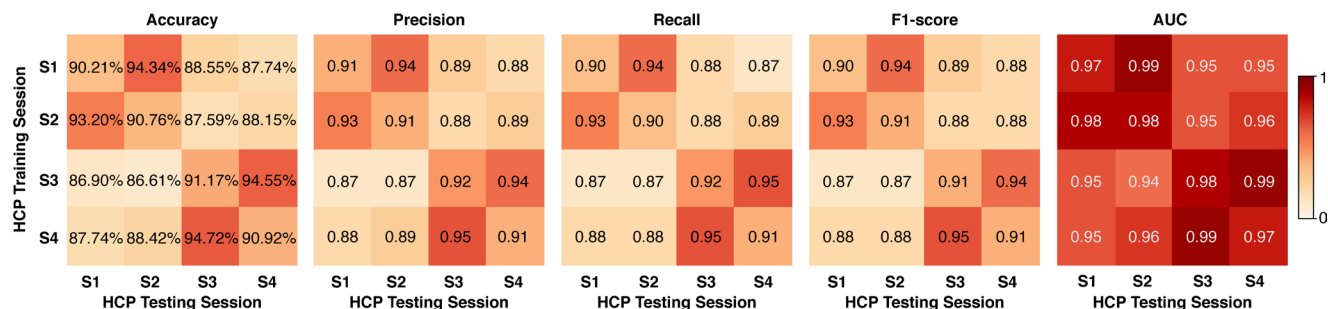 Accuracy Precision Recall F1-score AUC
HCP Training Session
S1 90.21% 94.34% 88.55% 87.74% 0.91 0.94 0.89 0.88 0.90 0.94 0.88 0.87 0.90 0.94 0.89 0.88 0.97 0.99 0.95 0.95
1
S2 93.20% 90.76% 87.59% 88.15% 0.93 0.91 0.88 0.89 0.93 0.90 0.88 0.89 0.93 0.91 0.88 0.88 0.98 0.98 0.95 0.96
S3 86.90% 86.61% 91.17% 94.55% 0.87 0.87 0.92 0.94 0.87 0.87 0.92 0.95 0.87 0.87 0.91 0.94 0.95 0.94 0.98 0.99
0
S4 87.74% 88.42% 94.72% 90.92% 0.88 0.89 0.95 0.91 0.88 0.88 0.95 0.91 0.88 0.88 0.95 0.91 0.95 0.96 0.99 0.97
S1 S2 S3 S4 S1 S2 S3 S4 S1 S2 S3 S4 S1 S2 S3 S4 S1 S2 S3 S4
HCP Testing Session HCP Testing Session HCP Testing Session HCP Testing Session HCP Testing Session